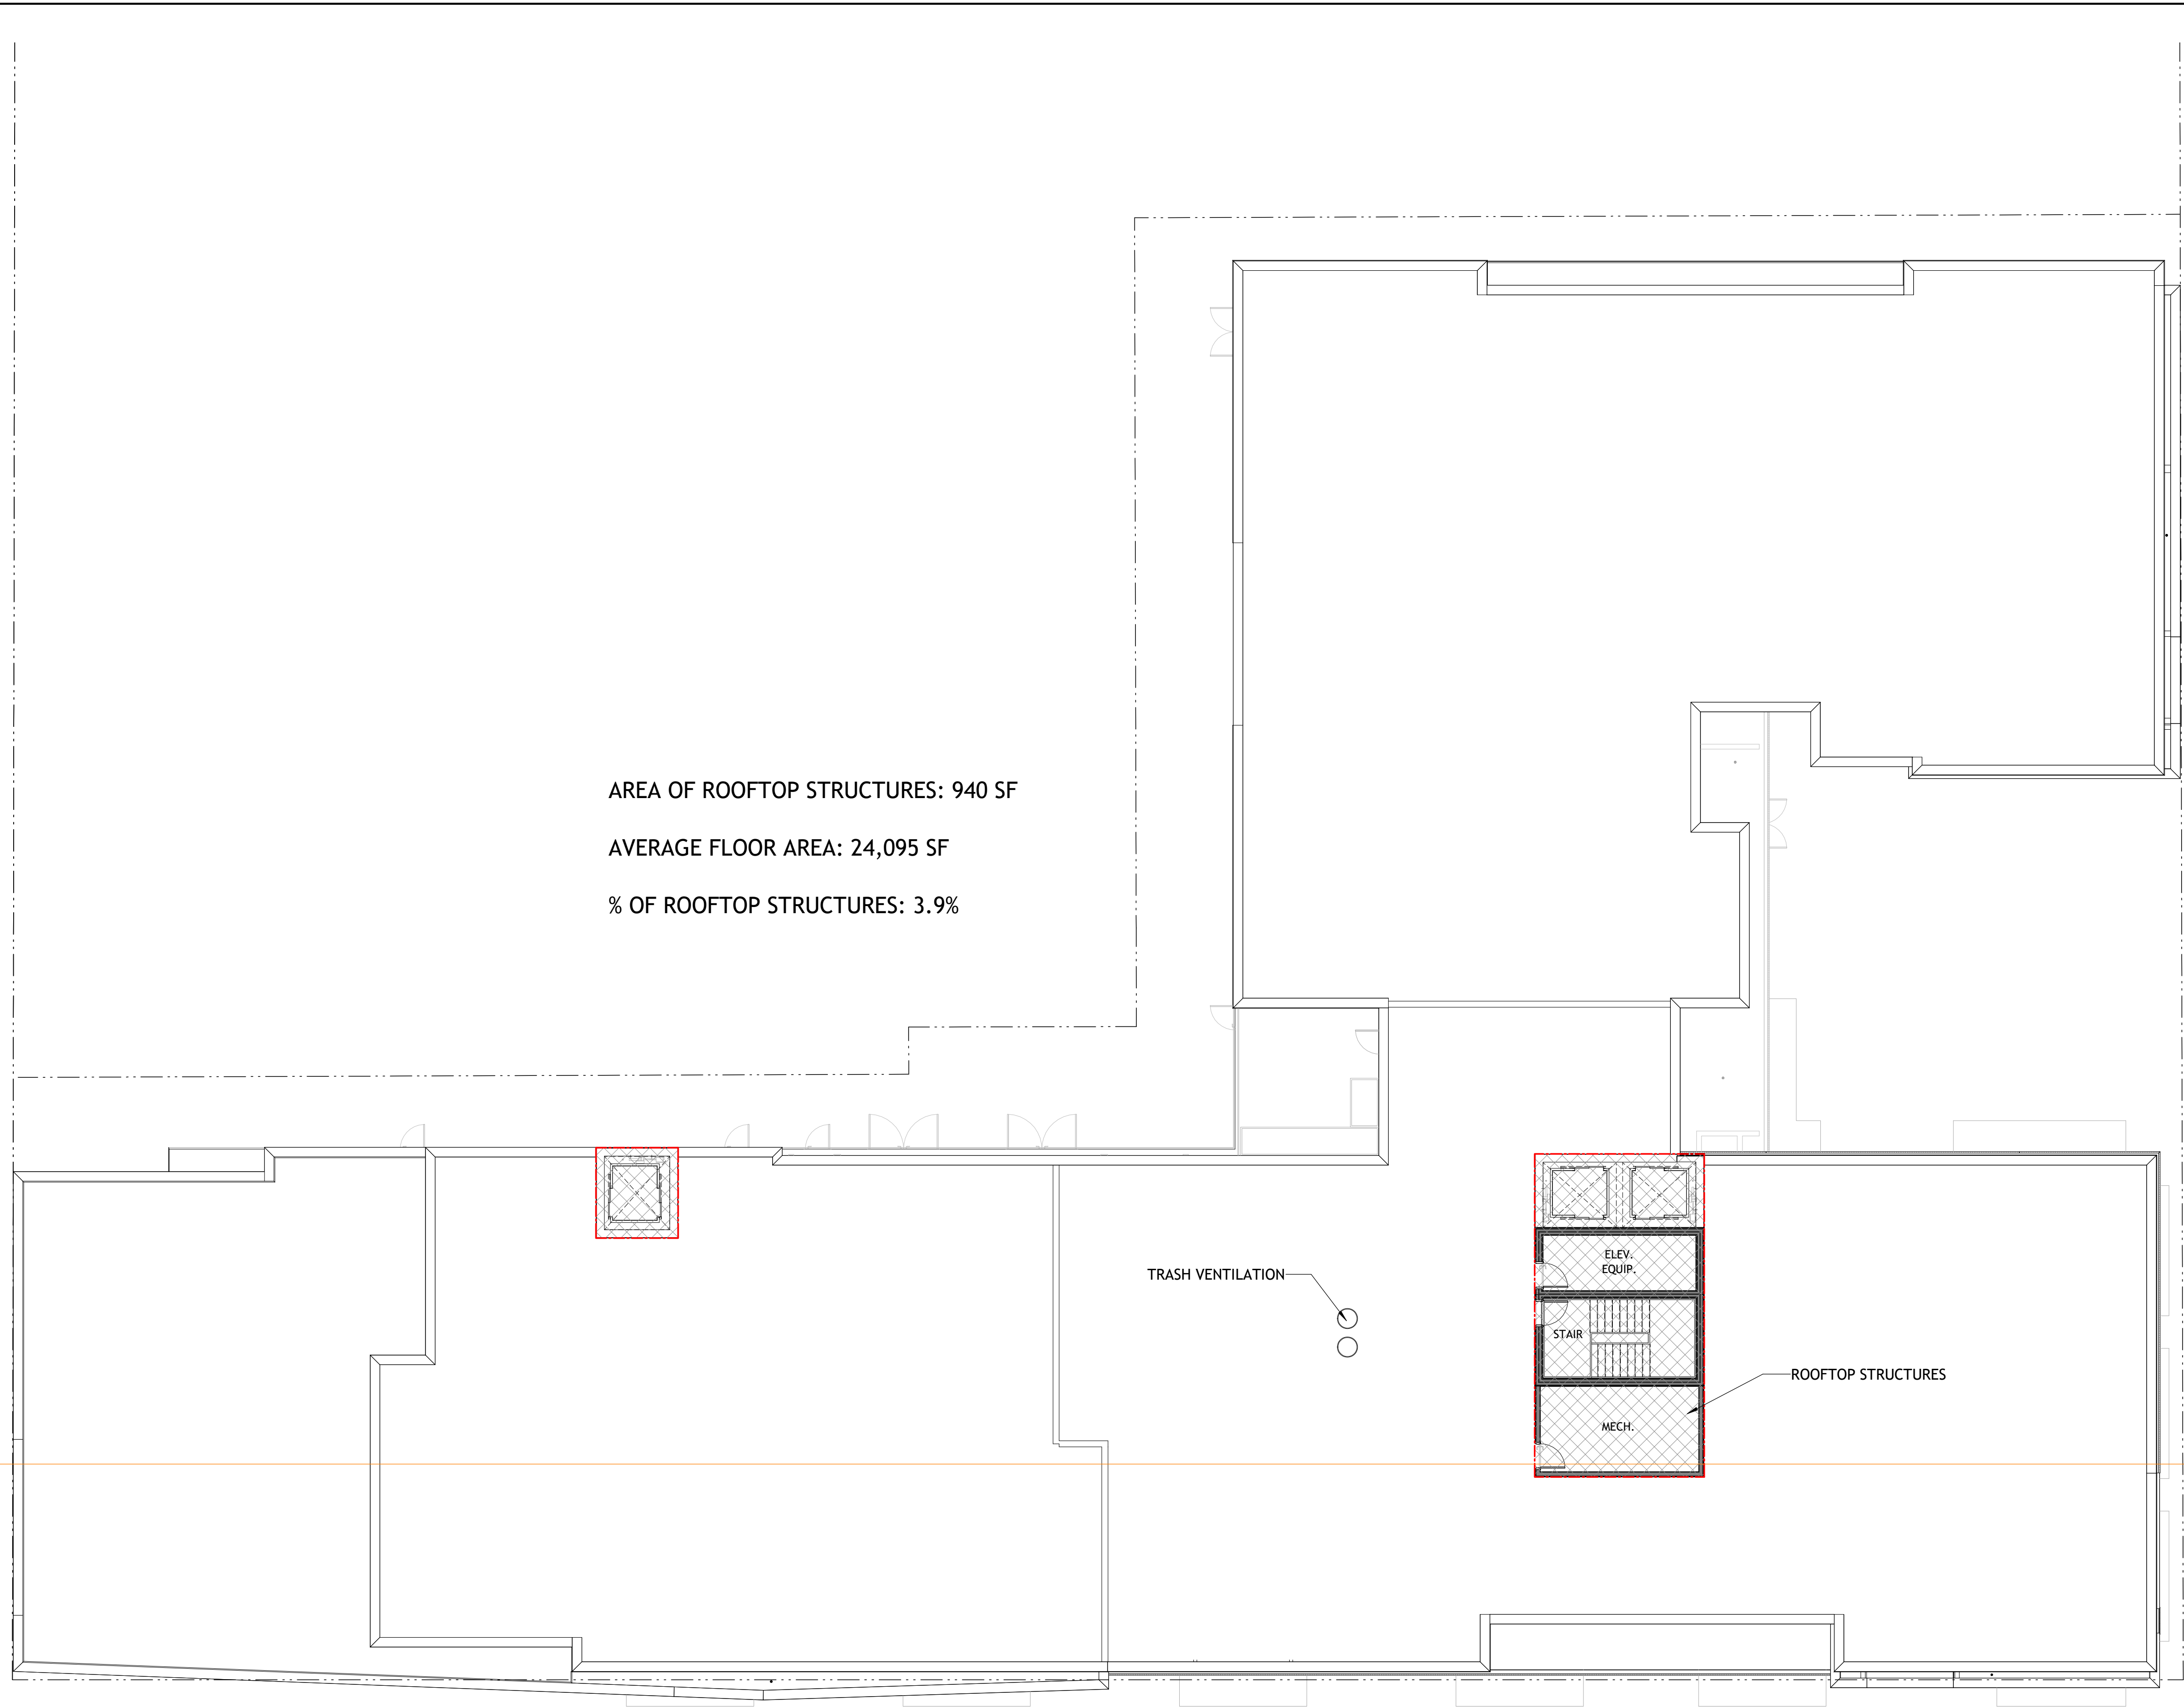 AREA OF ROOFTOP STRUCTURES: 940 SF
AVERAGE FLOOR AREA: 24,095 SF
% OF ROOFTOP STRUCTURES: 3.9%
TRASH VENTILATION
ELEV.
EQUIP.
STAIR
ROOFTOP STRUCTURES
MECH.